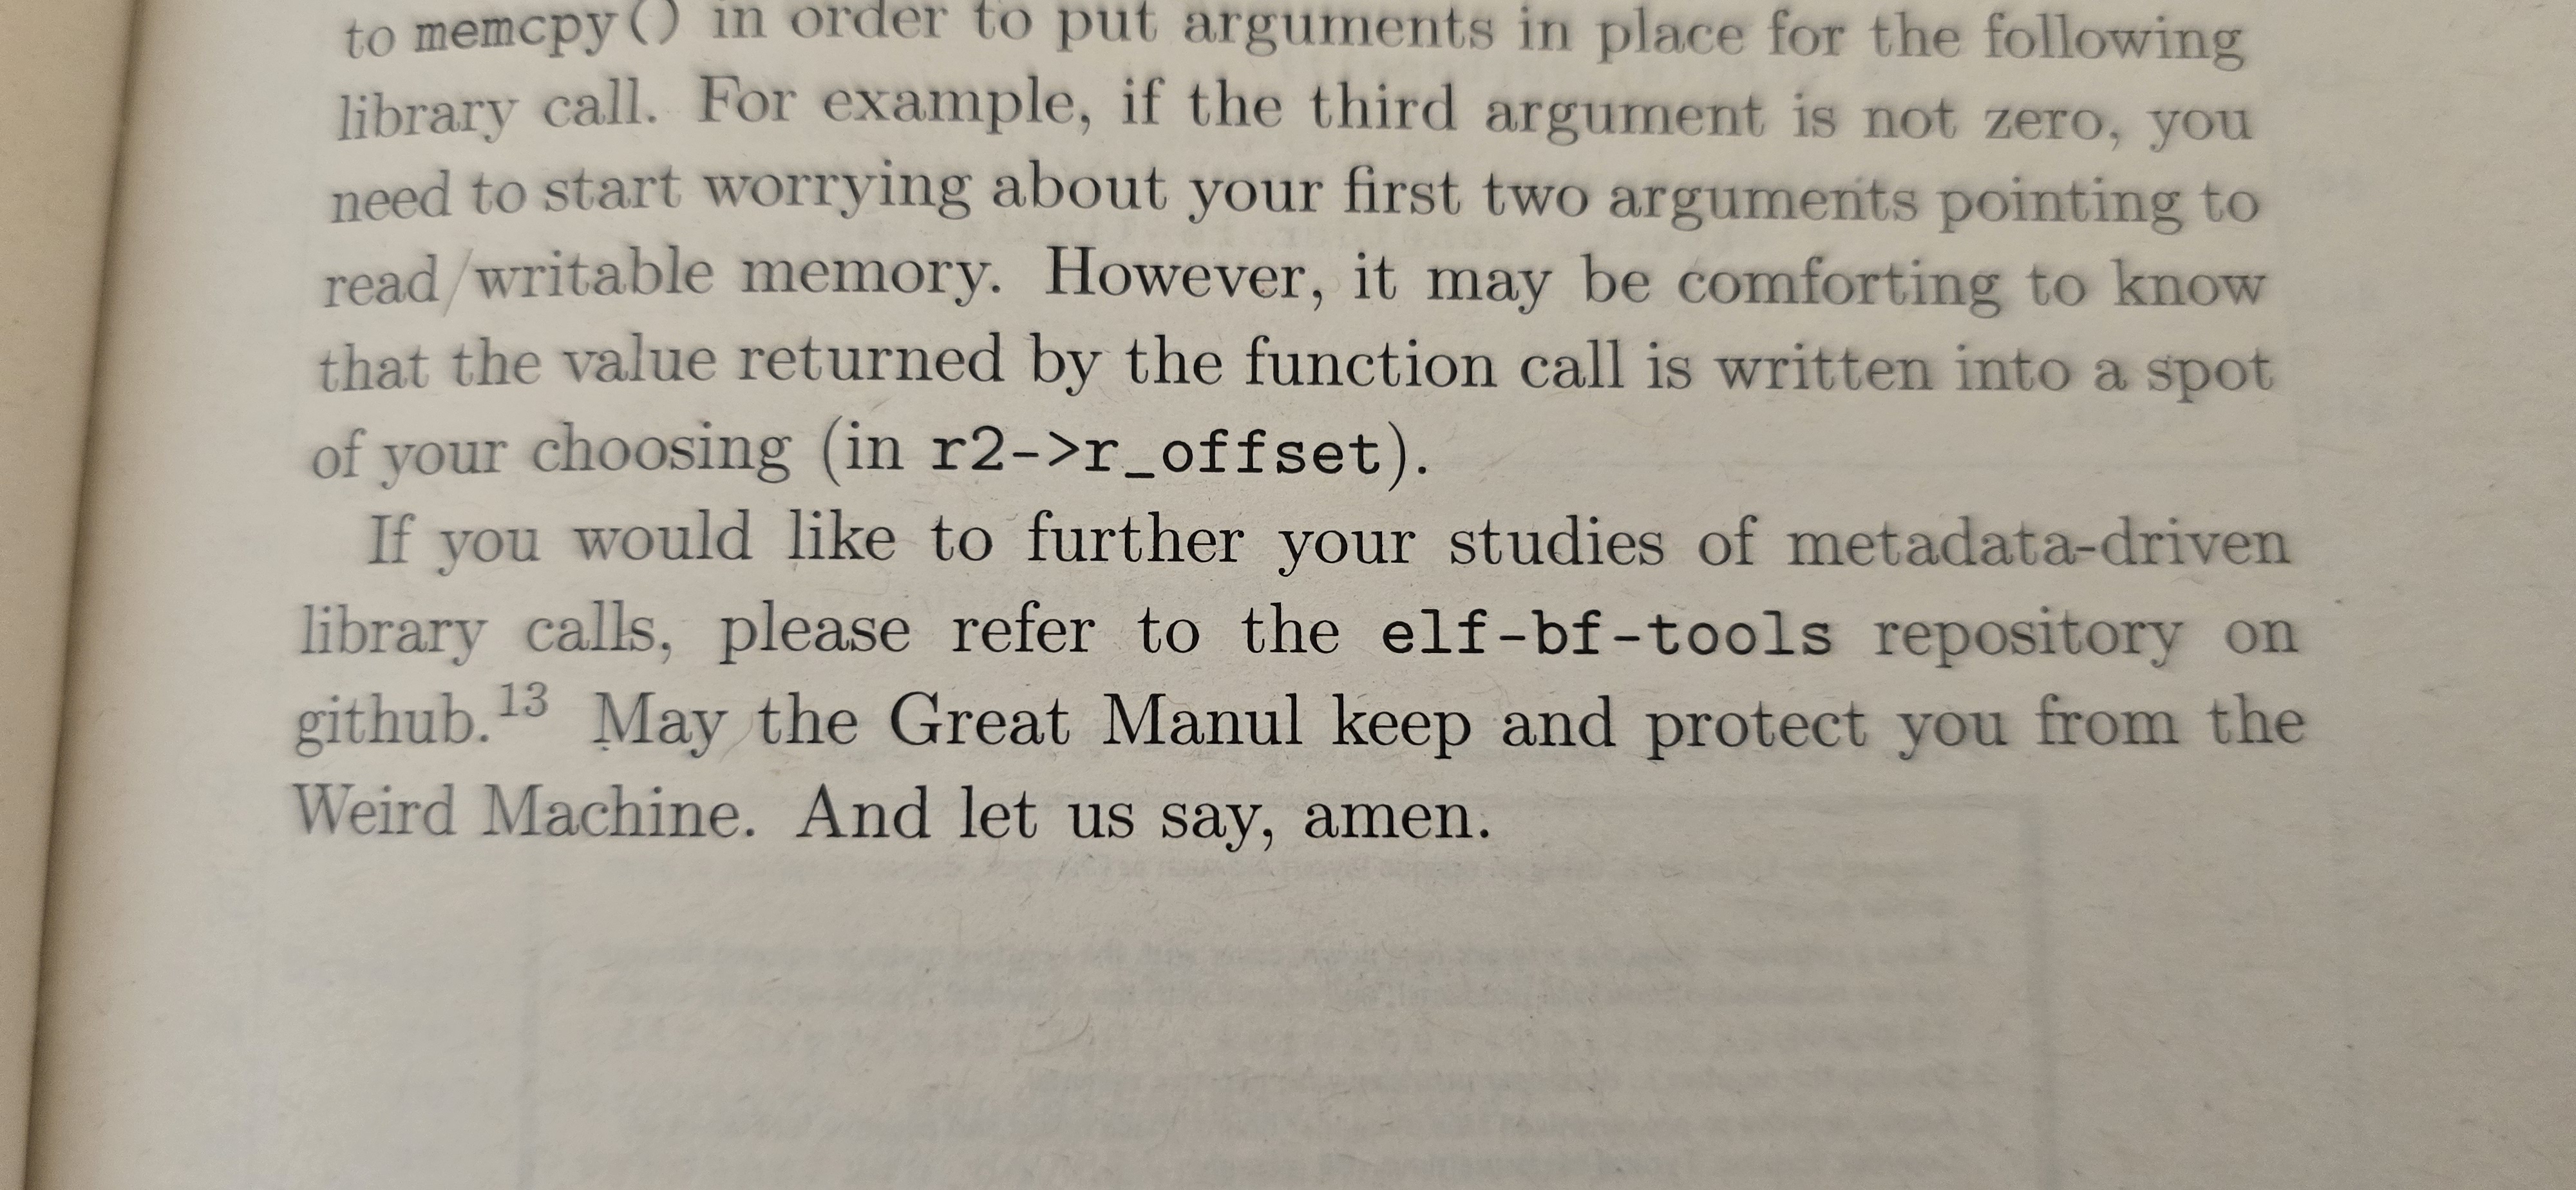 to memcpy() in order to put arguments in place for the following
library call. For example, if the third argument is not zero, you
need to start worrying about your first two arguments pointing to
read/writable memory. However, it may be comforting to know
that the value returned by the function call is written into a spot
of your choosing (in r2->r_offset).
If you would like to further your studies of metadata-driven
library calls, please refer to the elf-bf-tools repository on
github.13 May the Great Manul keep and protect you from the
Weird Machine. And let us say, amen.